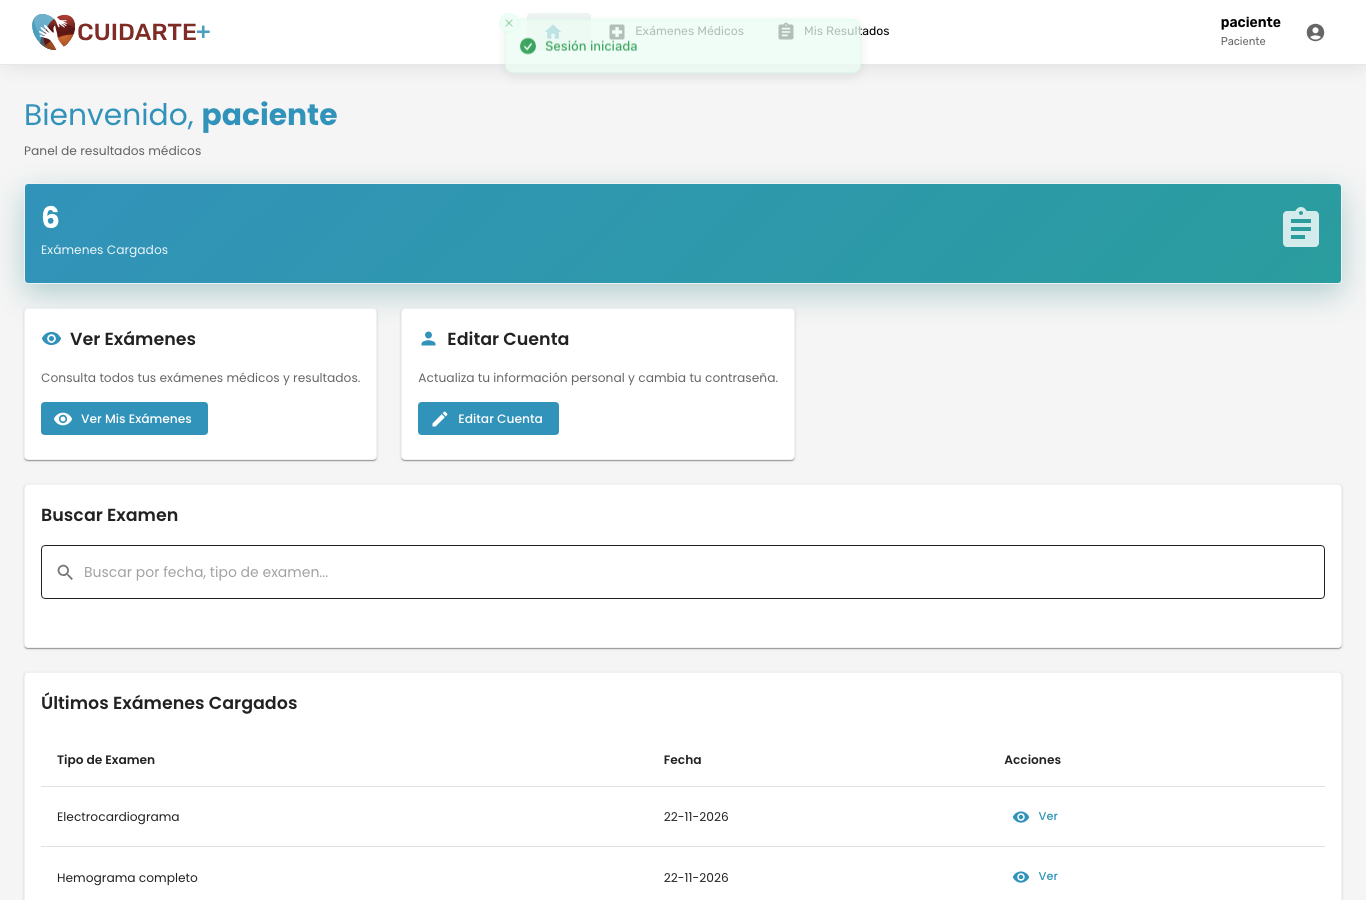 CUIDARTE+
Exámenes Médicos
Mis Resultados
Sesión iniciada
paciente
Paciente
Bienvenido, paciente
Panel de resultados médicos
6
Exámenes Cargados
Ver Exámenes
Consulta todos tus exámenes médicos y resultados.
Ver Mis Exámenes
Editar Cuenta
Actualiza tu información personal y cambia tu contraseña.
Editar Cuenta
Buscar Examen
Buscar por fecha, tipo de examen...
Últimos Exámenes Cargados
Tipo de Examen Fecha Acciones
Electrocardiograma 22-11-2026 Ver
Hemograma completo 22-11-2026 Ver